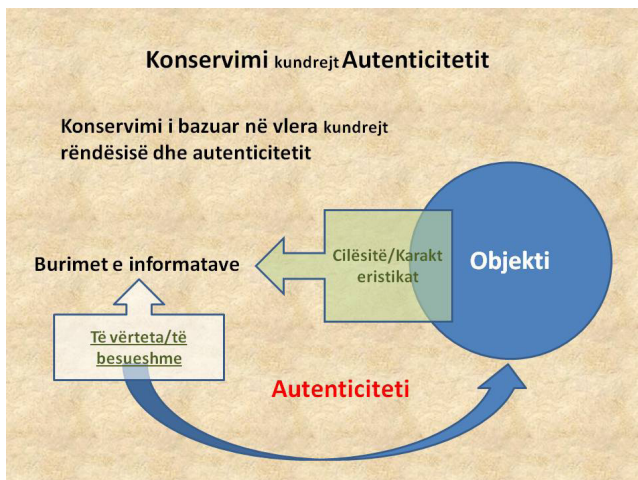 Konservimi kundrejt Autenticitetit
Konservimi i bazuar në vlera kundrejt
rëndësisë dhe autenticitetit
Cilësitë/Karakt
eristikat
Objekti
Burimet e informatave
Të vërteta/të
besueshme
Autenticiteti